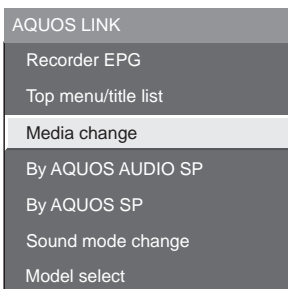 AQUOS LINK
Recorder EPG
Top menu/title list
Media change
By AQUOS AUDIO SP
By AQUOS SP
Sound mode change
Model select